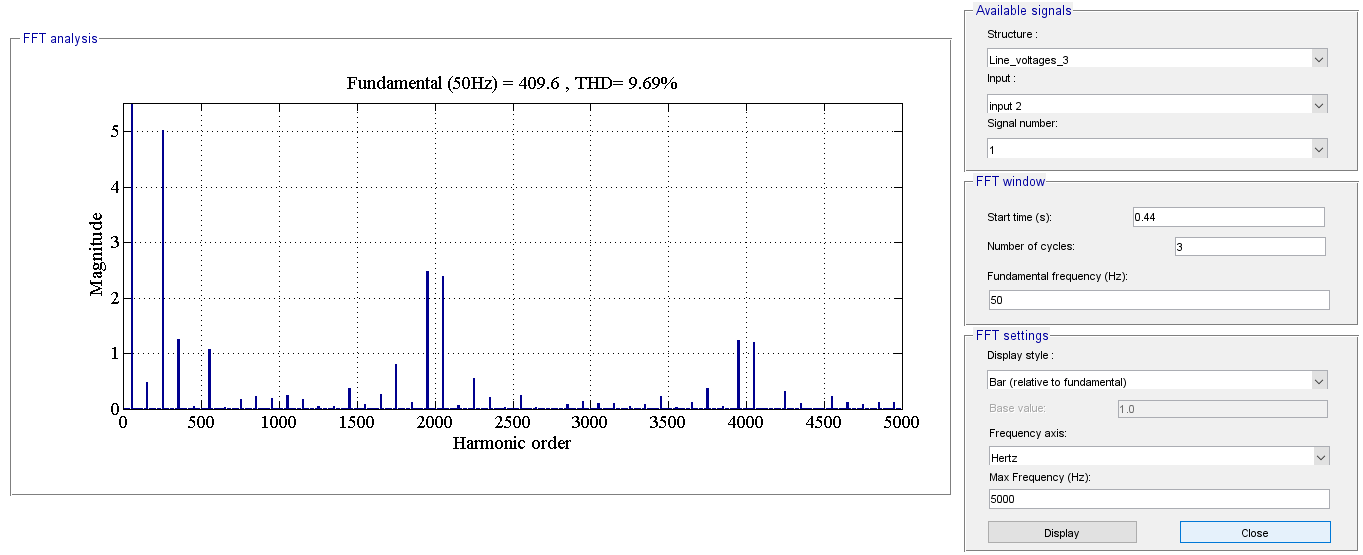 FFT analysis
Fundamental (50Hz) = 409.6 , THD= 9.69%
Magnitude
5
4
3
2
1
0
0 500 1000 1500 2000 2500 3000 3500 4000 4500 5000
Harmonic order
Available signals
Structure :
Line_voltages_3
Input :
input 2
Signal number:
1
FFT window
Start time (s): 0.44
Number of cycles: 3
Fundamental frequency (Hz):
50
FFT settings
Display style :
Bar (relative to fundamental)
Base value: 1.0
Frequency axis:
Hertz
Max Frequency (Hz):
5000
Display Close